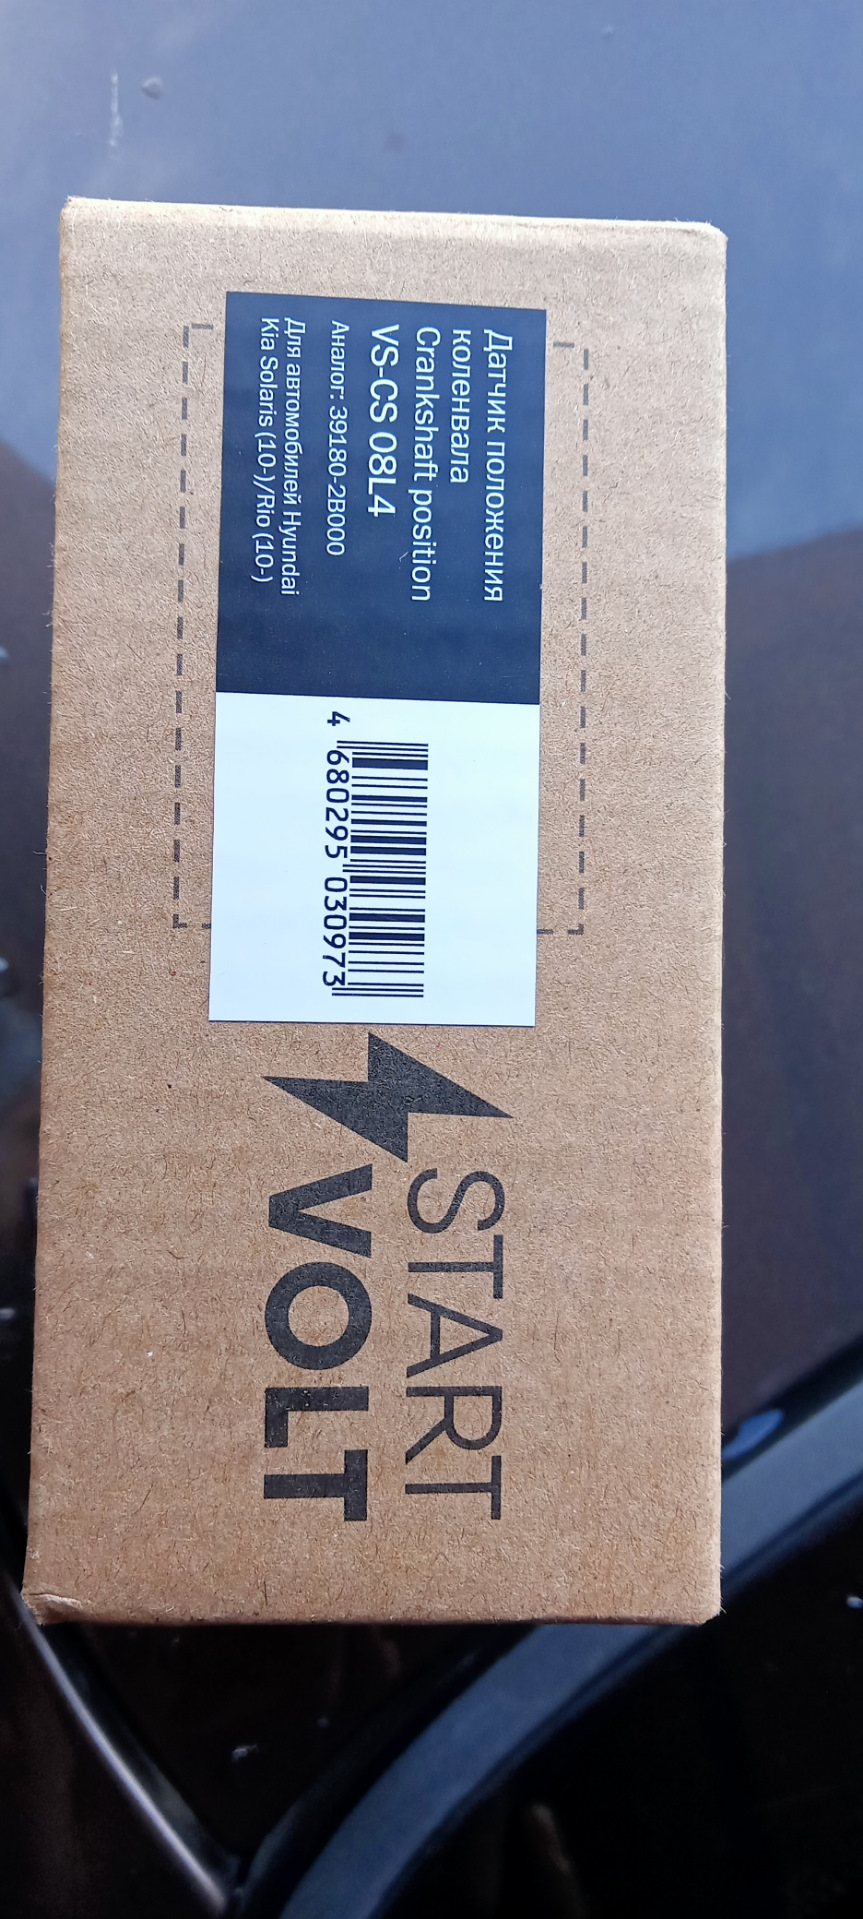 Датчик положения
коленвала
Crankshaft position
VS-CS 08L4
Аналог: 39180-2B000
Для автомобилей Hyundai
Kia Solaris (10-)/Rio (10-)
4 680295 030973
START
VOLT